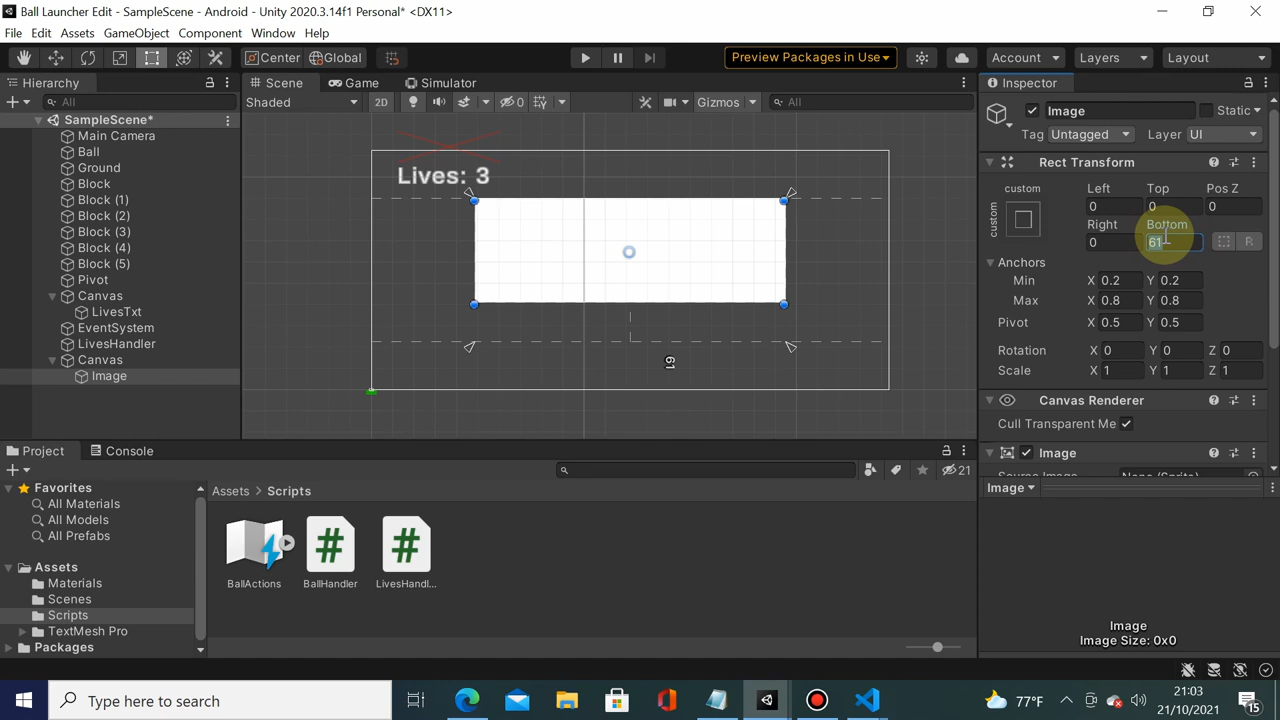 Ball Launcher Edit - SampleScene - Android - Unity 2020.3.14f1 Personal* <DX11>
File Edit Assets GameObject Component Window Help
Center Global Preview Packages in Use Account Layers Layout
Hierarchy Scene Game Simulator Inspector
All Shaded 2D 0 Gizmos All
Image Static
Tag Untagged Layer UI
SampleScene*
Main Camera
Ball
Ground
Block
Block (1)
Block (2)
Block (3)
Block (4)
Block (5)
Pivot
Canvas
LivesTxt
EventSystem
LivesHandler
Canvas
Image
Lives: 3
61
Rect Transform
custom Left Top Pos Z
custom 0 0 0
Right Bottom
0 61 R
Anchors
Min X 0.2 Y 0.2
Max X 0.8 Y 0.8
Pivot X 0.5 Y 0.5
Rotation X 0 Y 0 Z 0
Scale X 1 Y 1 Z 1
Canvas Renderer
Cull Transparent Me
Image
Image
Image
Image Size: 0x0
Project Console
21
Favorites
All Materials
All Models
All Prefabs
Assets
Materials
Scenes
Scripts
TextMesh Pro
Packages
Assets > Scripts
BallActions BallHandler LivesHandl...
Type here to search
77°F
21:03
21/10/2021
15